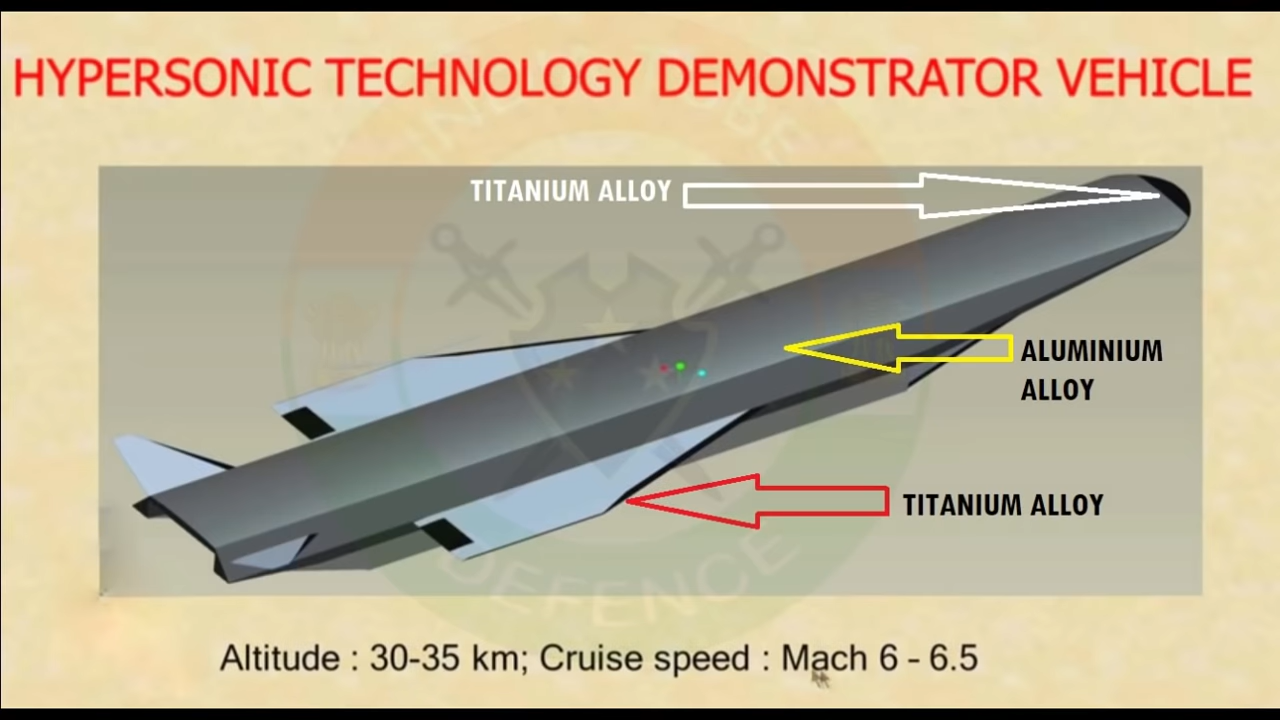 HYPERSONIC TECHNOLOGY DEMONSTRATOR VEHICLE
TITANIUM ALLOY
ALUMINIUM
ALLOY
TITANIUM ALLOY
DEFENCE
Altitude : 30-35 km; Cruise speed : Mach 6 - 6.5